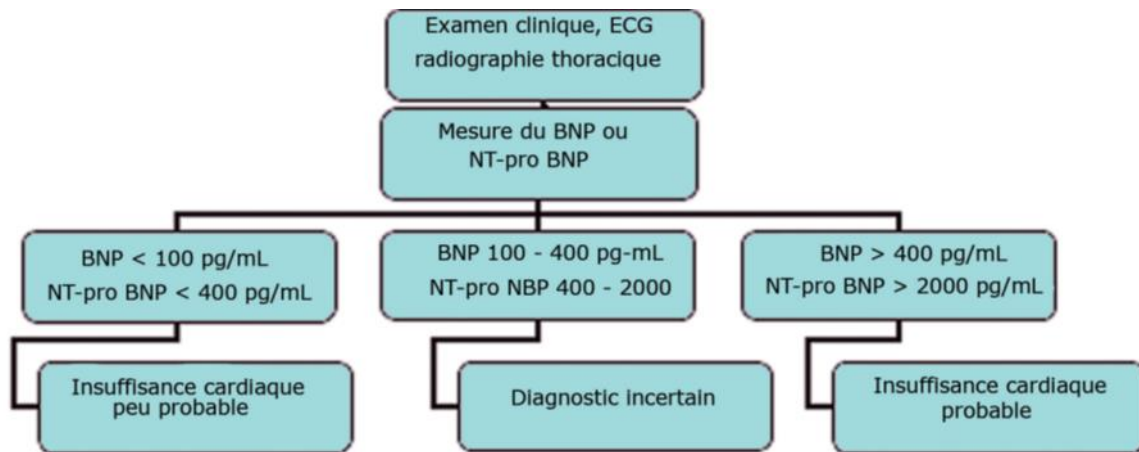 Examen clinique, ECG
radiographie thoracique
Mesure du BNP ou
NT-pro BNP
BNP < 100 pg/mL
NT-pro BNP < 400 pg/mL
BNP 100 - 400 pg-mL
NT-pro NBP 400 - 2000
BNP > 400 pg/mL
NT-pro BNP > 2000 pg/mL
Insuffisance cardiaque
peu probable
Diagnostic incertain
Insuffisance cardiaque
probable